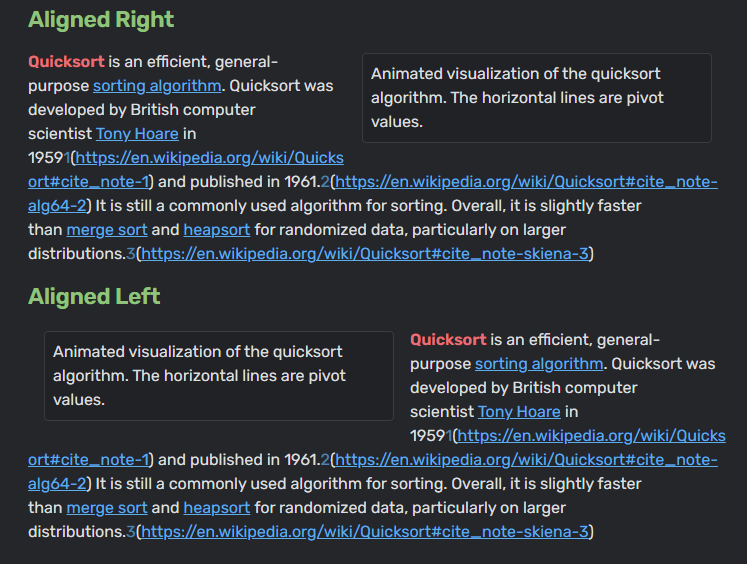 Aligned Right
Quicksort is an efficient, general-
purpose sorting algorithm. Quicksort was
developed by British computer
scientist Tony Hoare in
19591(https://en.wikipedia.org/wiki/Quicks
Animated visualization of the quicksort
algorithm. The horizontal lines are pivot
values.
ort#cite_note-1) and published in 1961.2(https://en.wikipedia.org/wiki/Quicksort#cite_note-
alg64-2) It is still a commonly used algorithm for sorting. Overall, it is slightly faster
than merge sort and heapsort for randomized data, particularly on larger
distributions.3(https://en.wikipedia.org/wiki/Quicksort#cite_note-skiena-3)
Aligned Left
Animated visualization of the quicksort
algorithm. The horizontal lines are pivot
values.
Quicksort is an efficient, general-
purpose sorting algorithm. Quicksort was
developed by British computer
scientist Tony Hoare in
19591(https://en.wikipedia.org/wiki/Quicks
ort#cite_note-1) and published in 1961.2(https://en.wikipedia.org/wiki/Quicksort#cite_note-
alg64-2) It is still a commonly used algorithm for sorting. Overall, it is slightly faster
than merge sort and heapsort for randomized data, particularly on larger
distributions.3(https://en.wikipedia.org/wiki/Quicksort#cite_note-skiena-3)